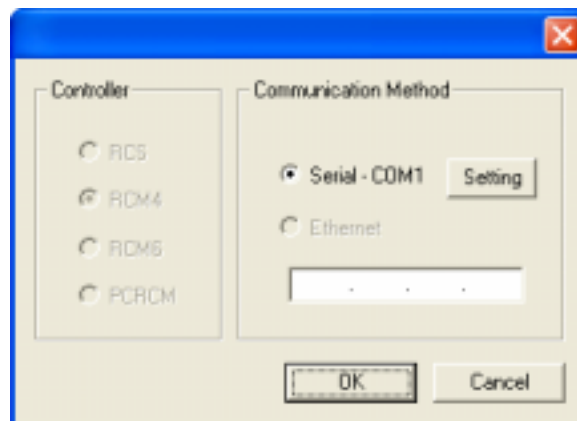 Controller
RCS
RCM4
RCM6
PCRCM
Communication Method
Serial - COM1
Setting
Ethernet
. . .
OK
Cancel